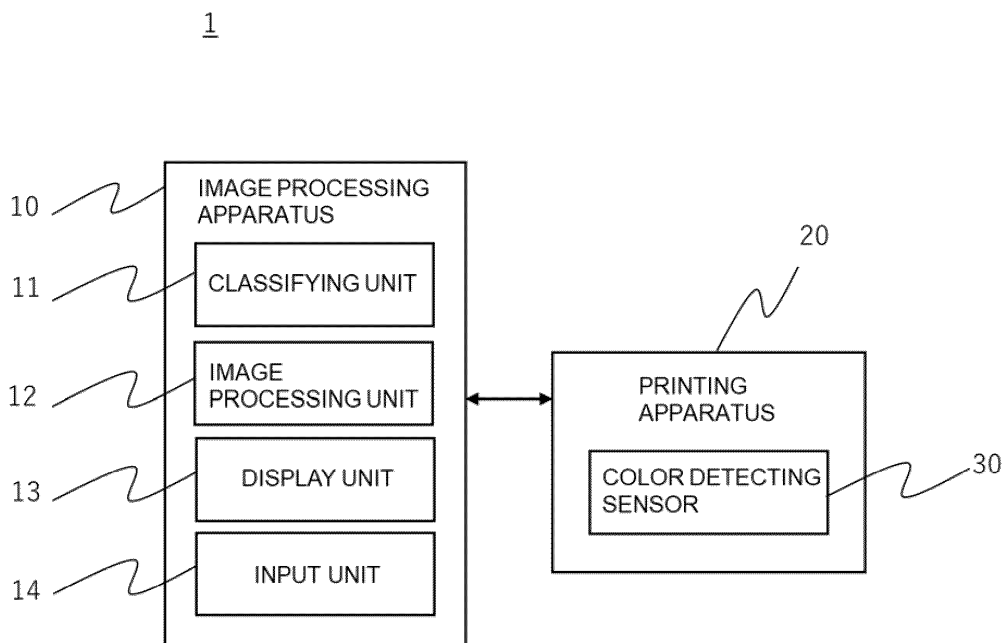 1
10
IMAGE PROCESSING
APPARATUS
11
CLASSIFYING UNIT
12
IMAGE
PROCESSING UNIT
13
DISPLAY UNIT
14
INPUT UNIT
20
PRINTING
APPARATUS
COLOR DETECTING
SENSOR
30